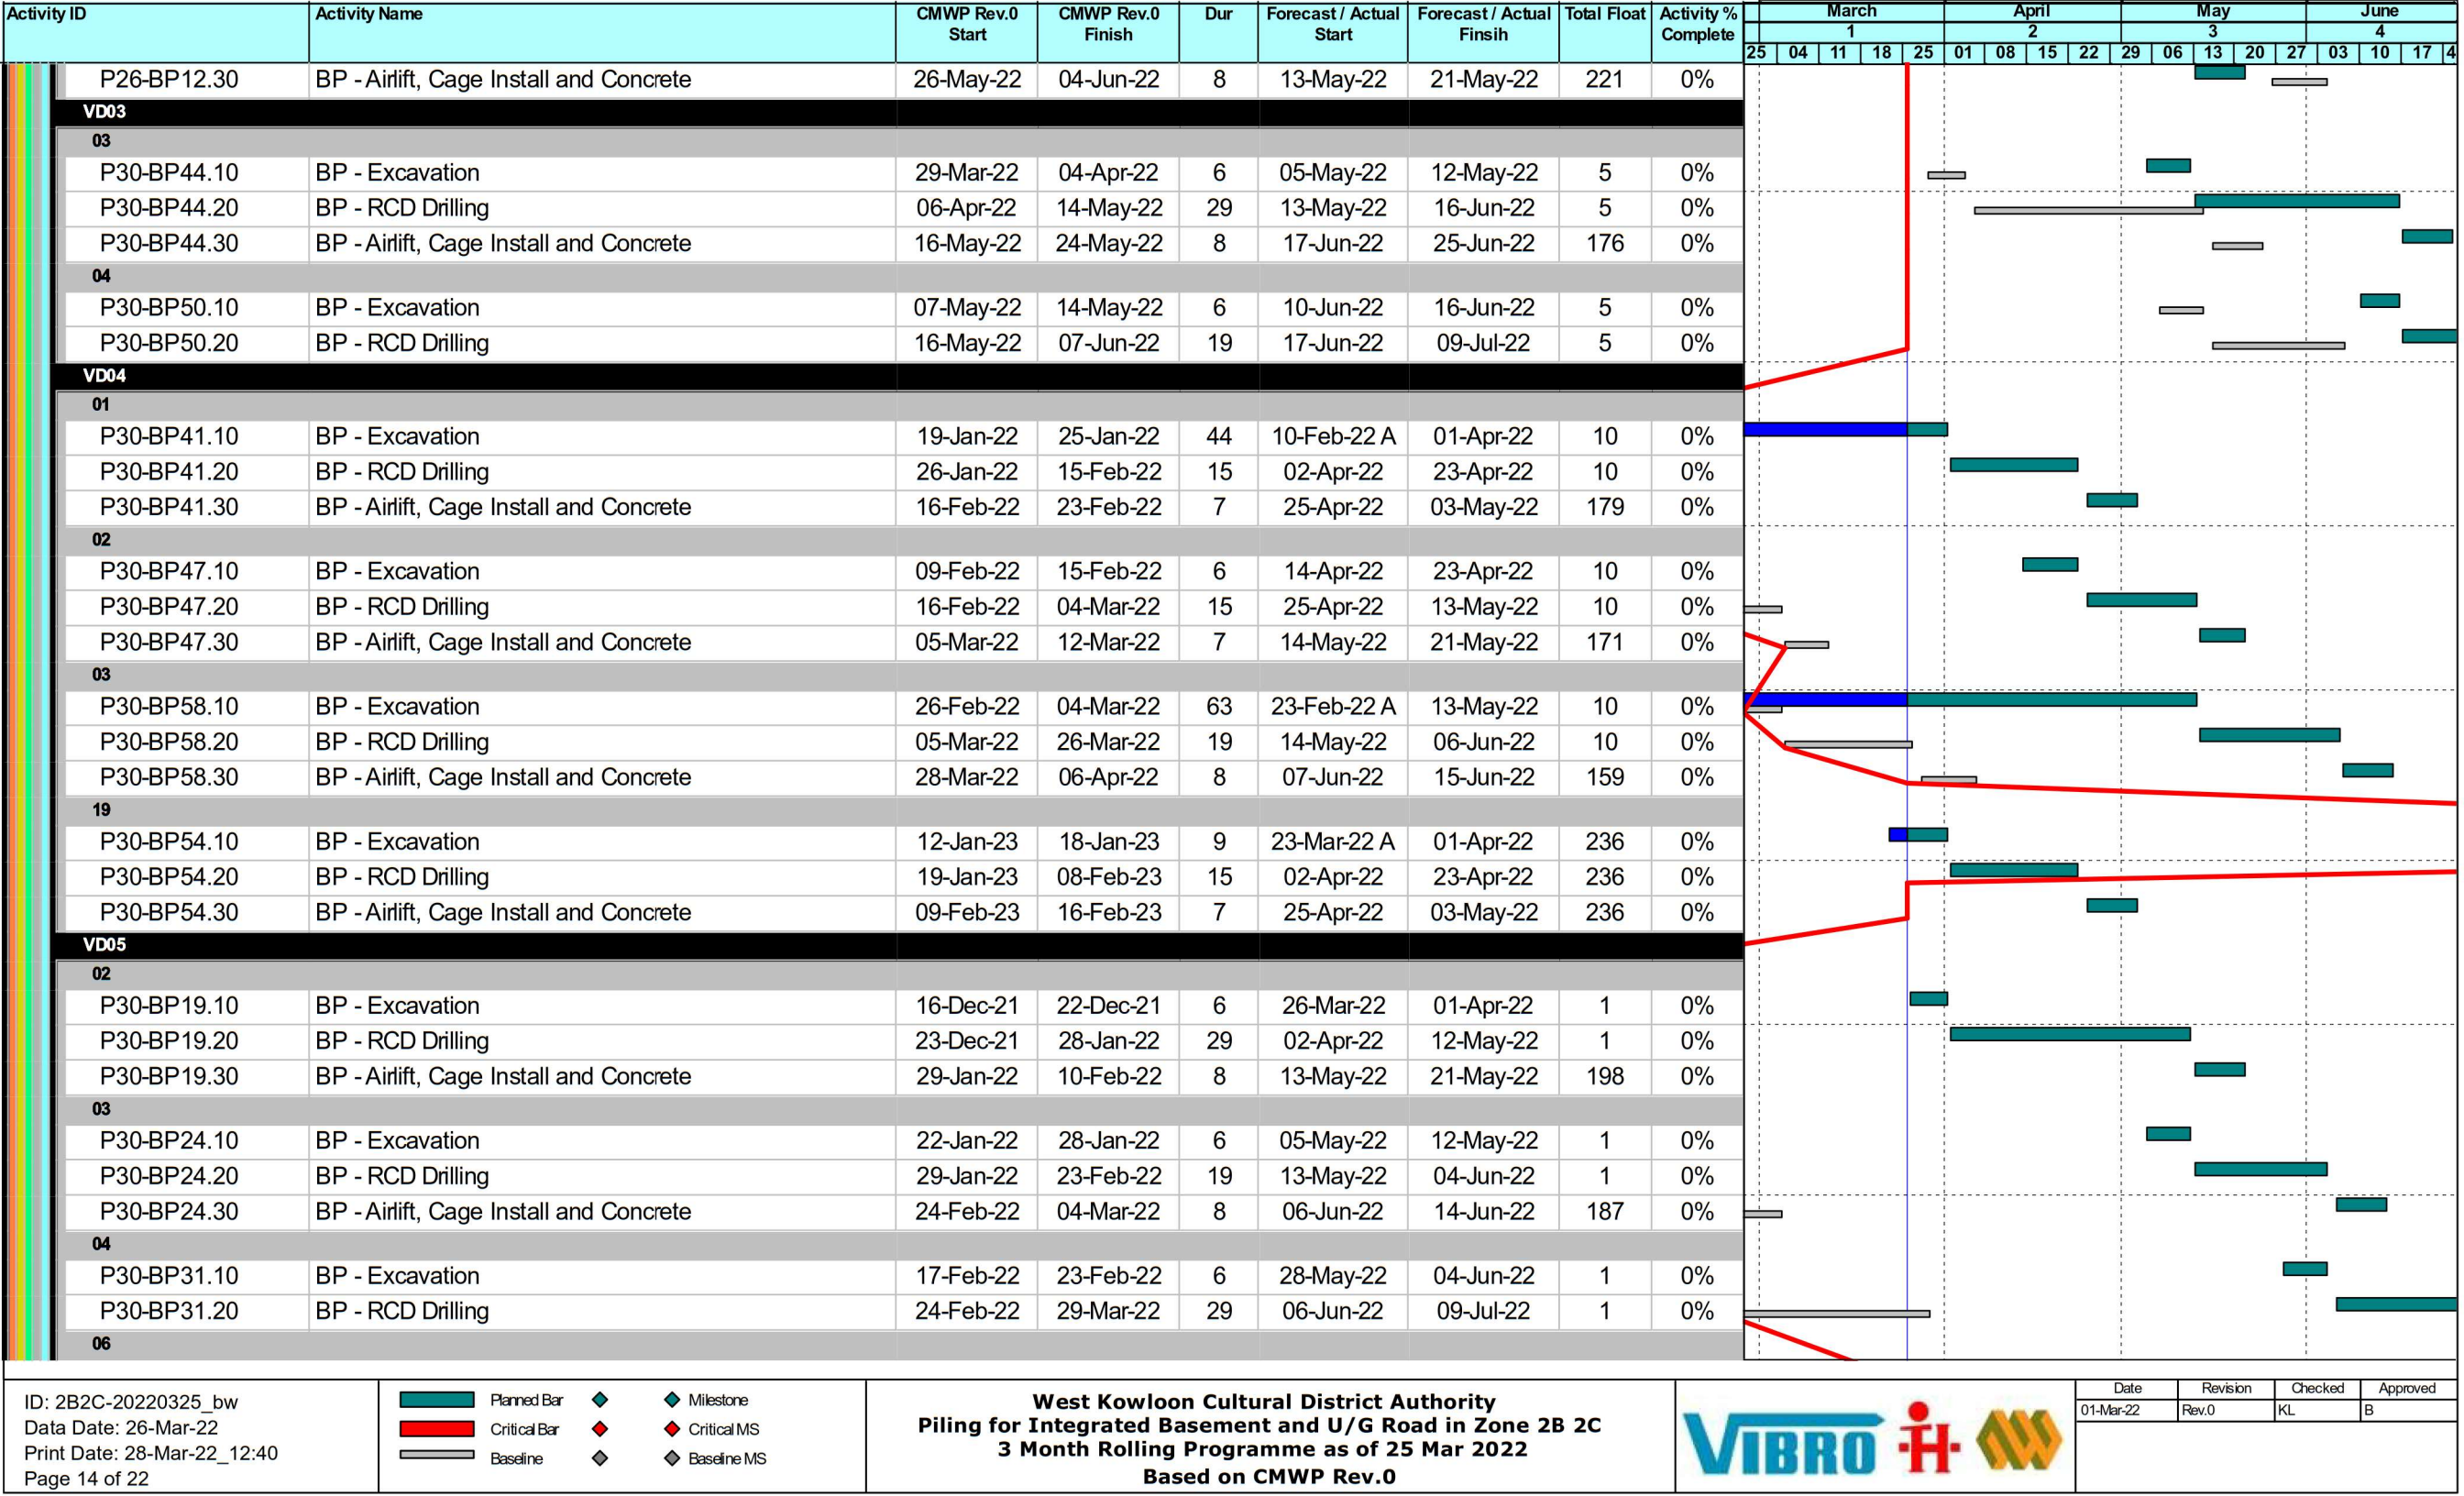 Activity ID Activity Name CMWP Rev.0 Start CMWP Rev.0 Finish Dur Forecast / Actual Start Forecast / Actual Finsih Total Float Activity % Complete March April May June
1 2 3 4
25 04 11 18 25 01 08 15 22 29 06 13 20 27 03 10 17
P26-BP12.30 BP - Airlift, Cage Install and Concrete 26-May-22 04-Jun-22 8 13-May-22 21-May-22 221 0%
VD03
03
P30-BP44.10 BP - Excavation 29-Mar-22 04-Apr-22 6 05-May-22 12-May-22 5 0%
P30-BP44.20 BP - RCD Drilling 06-Apr-22 14-May-22 29 13-May-22 16-Jun-22 5 0%
P30-BP44.30 BP - Airlift, Cage Install and Concrete 16-May-22 24-May-22 8 17-Jun-22 25-Jun-22 176 0%
04
P30-BP50.10 BP - Excavation 07-May-22 14-May-22 6 10-Jun-22 16-Jun-22 5 0%
P30-BP50.20 BP - RCD Drilling 16-May-22 07-Jun-22 19 17-Jun-22 09-Jul-22 5 0%
VD04
01
P30-BP41.10 BP - Excavation 19-Jan-22 25-Jan-22 44 10-Feb-22 A 01-Apr-22 10 0%
P30-BP41.20 BP - RCD Drilling 26-Jan-22 15-Feb-22 15 02-Apr-22 23-Apr-22 10 0%
P30-BP41.30 BP - Airlift, Cage Install and Concrete 16-Feb-22 23-Feb-22 7 25-Apr-22 03-May-22 179 0%
02
P30-BP47.10 BP - Excavation 09-Feb-22 15-Feb-22 6 14-Apr-22 23-Apr-22 10 0%
P30-BP47.20 BP - RCD Drilling 16-Feb-22 04-Mar-22 15 25-Apr-22 13-May-22 10 0%
P30-BP47.30 BP - Airlift, Cage Install and Concrete 05-Mar-22 12-Mar-22 7 14-May-22 21-May-22 171 0%
03
P30-BP58.10 BP - Excavation 26-Feb-22 04-Mar-22 63 23-Feb-22 A 13-May-22 10 0%
P30-BP58.20 BP - RCD Drilling 05-Mar-22 26-Mar-22 19 14-May-22 06-Jun-22 10 0%
P30-BP58.30 BP - Airlift, Cage Install and Concrete 28-Mar-22 06-Apr-22 8 07-Jun-22 15-Jun-22 159 0%
19
P30-BP54.10 BP - Excavation 12-Jan-23 18-Jan-23 9 23-Mar-22 A 01-Apr-22 236 0%
P30-BP54.20 BP - RCD Drilling 19-Jan-23 08-Feb-23 15 02-Apr-22 23-Apr-22 236 0%
P30-BP54.30 BP - Airlift, Cage Install and Concrete 09-Feb-23 16-Feb-23 7 25-Apr-22 03-May-22 236 0%
VD05
02
P30-BP19.10 BP - Excavation 16-Dec-21 22-Dec-21 6 26-Mar-22 01-Apr-22 1 0%
P30-BP19.20 BP - RCD Drilling 23-Dec-21 28-Jan-22 29 02-Apr-22 12-May-22 1 0%
P30-BP19.30 BP - Airlift, Cage Install and Concrete 29-Jan-22 10-Feb-22 8 13-May-22 21-May-22 198 0%
03
P30-BP24.10 BP - Excavation 22-Jan-22 28-Jan-22 6 05-May-22 12-May-22 1 0%
P30-BP24.20 BP - RCD Drilling 29-Jan-22 23-Feb-22 19 13-May-22 04-Jun-22 1 0%
P30-BP24.30 BP - Airlift, Cage Install and Concrete 24-Feb-22 04-Mar-22 8 06-Jun-22 14-Jun-22 187 0%
04
P30-BP31.10 BP - Excavation 17-Feb-22 23-Feb-22 6 28-May-22 04-Jun-22 1 0%
P30-BP31.20 BP - RCD Drilling 24-Feb-22 29-Mar-22 29 06-Jun-22 09-Jul-22 1 0%
06
ID: 2B2C-20220325_bw
Data Date: 26-Mar-22
Print Date: 28-Mar-22_12:40
Page 14 of 22
Planned Bar Milestone
Critical Bar Critical MS
Baseline Baseline MS
West Kowloon Cultural District Authority
Piling for Integrated Basement and U/G Road in Zone 2B 2C
3 Month Rolling Programme as of 25 Mar 2022
Based on CMWP Rev.0
VIBRO
Date Revision Checked Approved
01-Mar-22 Rev.0 KL B